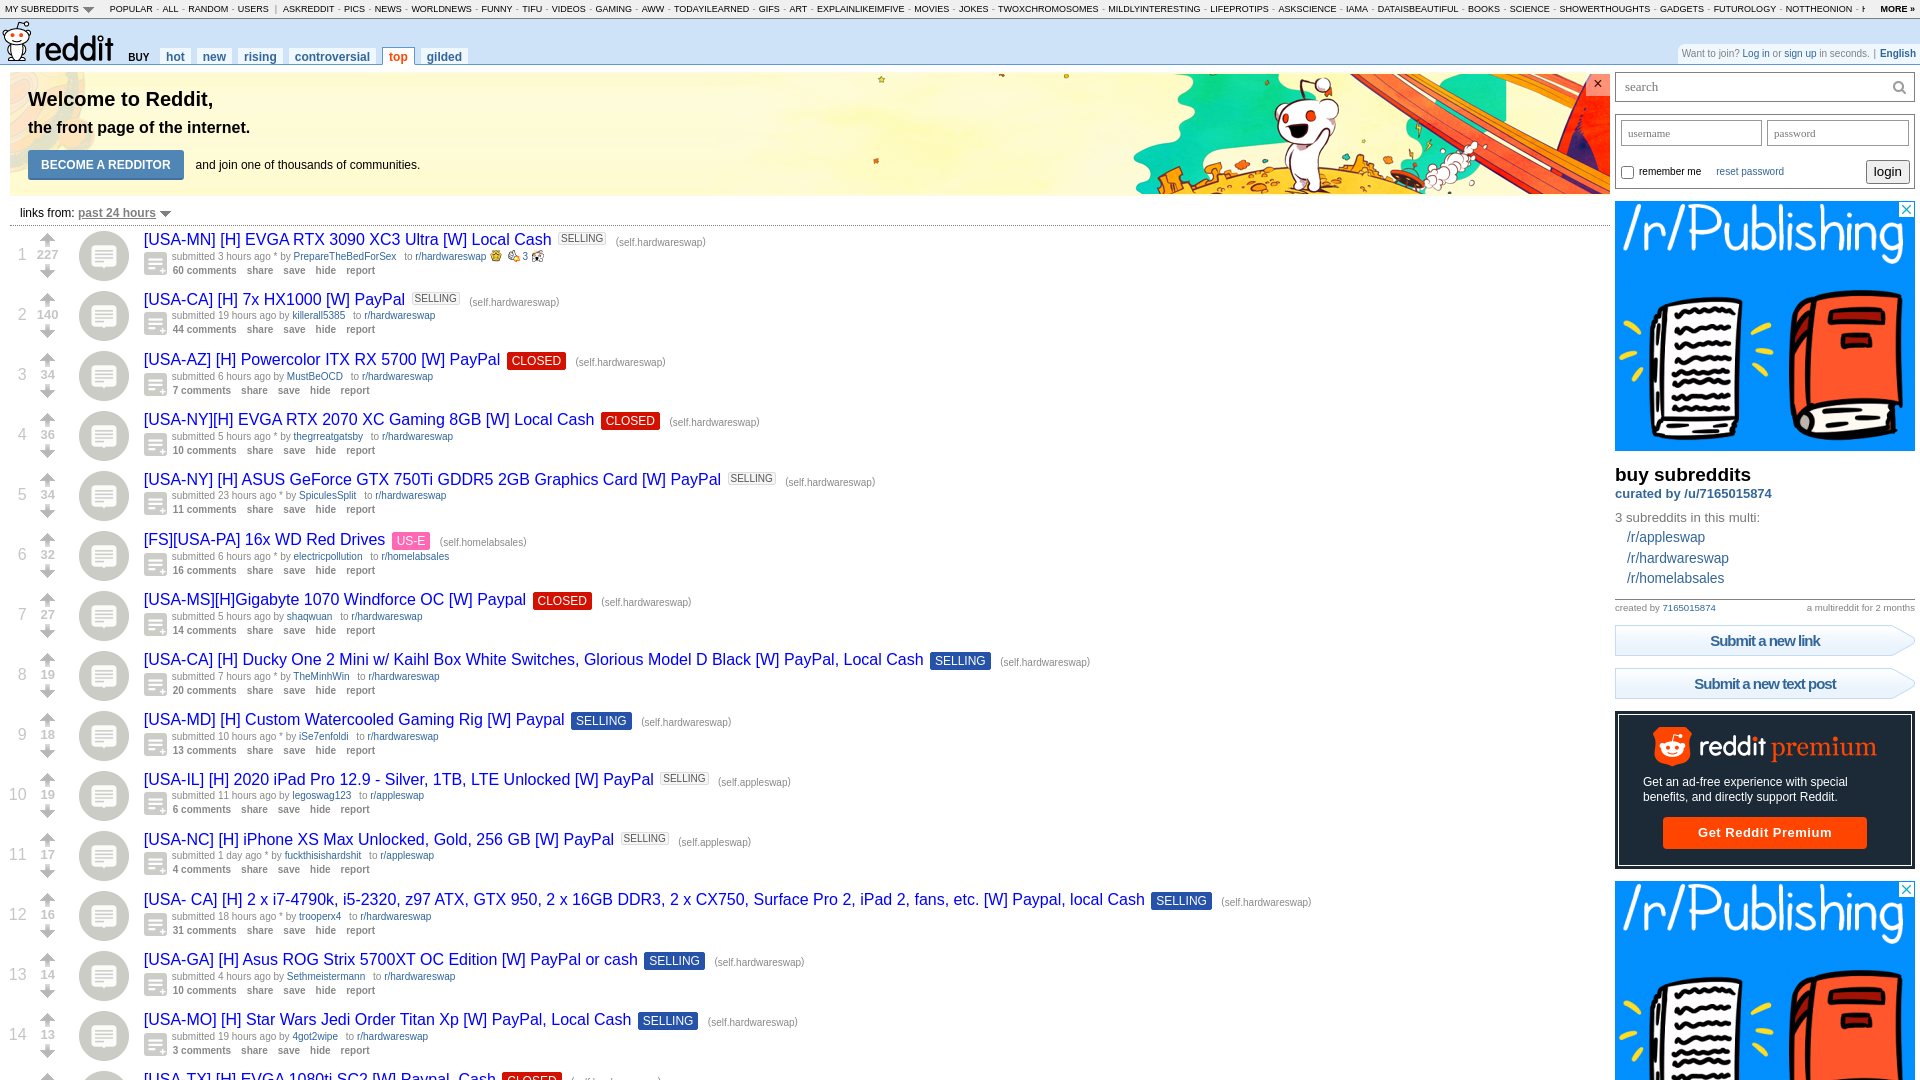 MY SUBREDDITS POPULAR - ALL - RANDOM - USERS | ASKREDDIT - PICS - NEWS - WORLDNEWS - FUNNY - TIFU - VIDEOS - GAMING - AWW - TODAYILEARNED - GIFS - ART - EXPLAINLIKEIMFIVE - MOVIES - JOKES - TWOXCHROMOSOMES - MILDLYINTERESTING - LIFEPROTIPS - ASKSCIENCE - IAMA - DATAISBEAUTIFUL - BOOKS - SCIENCE - SHOWERTHOUGHTS - GADGETS - FUTUROLOGY - NOTTHEONION - MORE »
reddit BUY hot new rising controversial top gilded
Want to join? Log in or sign up in seconds. | English
Welcome to Reddit,
the front page of the internet.
BECOME A REDDITOR and join one of thousands of communities.
×
links from: past 24 hours
1 227 [USA-MN] [H] EVGA RTX 3090 XC3 Ultra [W] Local Cash SELLING (self.hardwareswap)
submitted 3 hours ago * by PrepareTheBedForSex to r/hardwareswap 3
60 comments share save hide report
2 140 [USA-CA] [H] 7x HX1000 [W] PayPal SELLING (self.hardwareswap)
submitted 19 hours ago by killerall5385 to r/hardwareswap
44 comments share save hide report
3 34 [USA-AZ] [H] Powercolor ITX RX 5700 [W] PayPal CLOSED (self.hardwareswap)
submitted 6 hours ago by MustBeOCD to r/hardwareswap
7 comments share save hide report
4 36 [USA-NY][H] EVGA RTX 2070 XC Gaming 8GB [W] Local Cash CLOSED (self.hardwareswap)
submitted 5 hours ago * by thegrreatgatsby to r/hardwareswap
10 comments share save hide report
5 34 [USA-NY] [H] ASUS GeForce GTX 750Ti GDDR5 2GB Graphics Card [W] PayPal SELLING (self.hardwareswap)
submitted 23 hours ago * by SpiculesSplit to r/hardwareswap
11 comments share save hide report
6 32 [FS][USA-PA] 16x WD Red Drives US-E (self.homelabsales)
submitted 6 hours ago * by electricpollution to r/homelabsales
16 comments share save hide report
7 27 [USA-MS][H]Gigabyte 1070 Windforce OC [W] Paypal CLOSED (self.hardwareswap)
submitted 5 hours ago by shaqwuan to r/hardwareswap
14 comments share save hide report
8 19 [USA-CA] [H] Ducky One 2 Mini w/ Kaihl Box White Switches, Glorious Model D Black [W] PayPal, Local Cash SELLING (self.hardwareswap)
submitted 7 hours ago * by TheMinhWin to r/hardwareswap
20 comments share save hide report
9 18 [USA-MD] [H] Custom Watercooled Gaming Rig [W] Paypal SELLING (self.hardwareswap)
submitted 10 hours ago * by iSe7enfoldi to r/hardwareswap
13 comments share save hide report
10 19 [USA-IL] [H] 2020 iPad Pro 12.9 - Silver, 1TB, LTE Unlocked [W] PayPal SELLING (self.appleswap)
submitted 11 hours ago by legoswag123 to r/appleswap
6 comments share save hide report
11 17 [USA-NC] [H] iPhone XS Max Unlocked, Gold, 256 GB [W] PayPal SELLING (self.appleswap)
submitted 1 day ago * by fuckthisishardshit to r/appleswap
4 comments share save hide report
12 16 [USA- CA] [H] 2 x i7-4790k, i5-2320, z97 ATX, GTX 950, 2 x 16GB DDR3, 2 x CX750, Surface Pro 2, iPad 2, fans, etc. [W] Paypal, local Cash SELLING (self.hardwareswap)
submitted 18 hours ago * by trooperx4 to r/hardwareswap
31 comments share save hide report
13 14 [USA-GA] [H] Asus ROG Strix 5700XT OC Edition [W] PayPal or cash SELLING (self.hardwareswap)
submitted 4 hours ago by Sethmeistermann to r/hardwareswap
10 comments share save hide report
14 13 [USA-MO] [H] Star Wars Jedi Order Titan Xp [W] PayPal, Local Cash SELLING (self.hardwareswap)
submitted 19 hours ago by 4got2wipe to r/hardwareswap
3 comments share save hide report
[USA-TX] [H] EVGA 1080ti SC2 [W] Paypal, Cash CLOSED
search
username password
remember me reset password login
/r/Publishing
buy subreddits
curated by /u/7165015874
3 subreddits in this multi:
/r/appleswap
/r/hardwareswap
/r/homelabsales
created by 7165015874 a multireddit for 2 months
Submit a new link
Submit a new text post
reddit premium
Get an ad-free experience with special
benefits, and directly support Reddit.
Get Reddit Premium
/r/Publishing